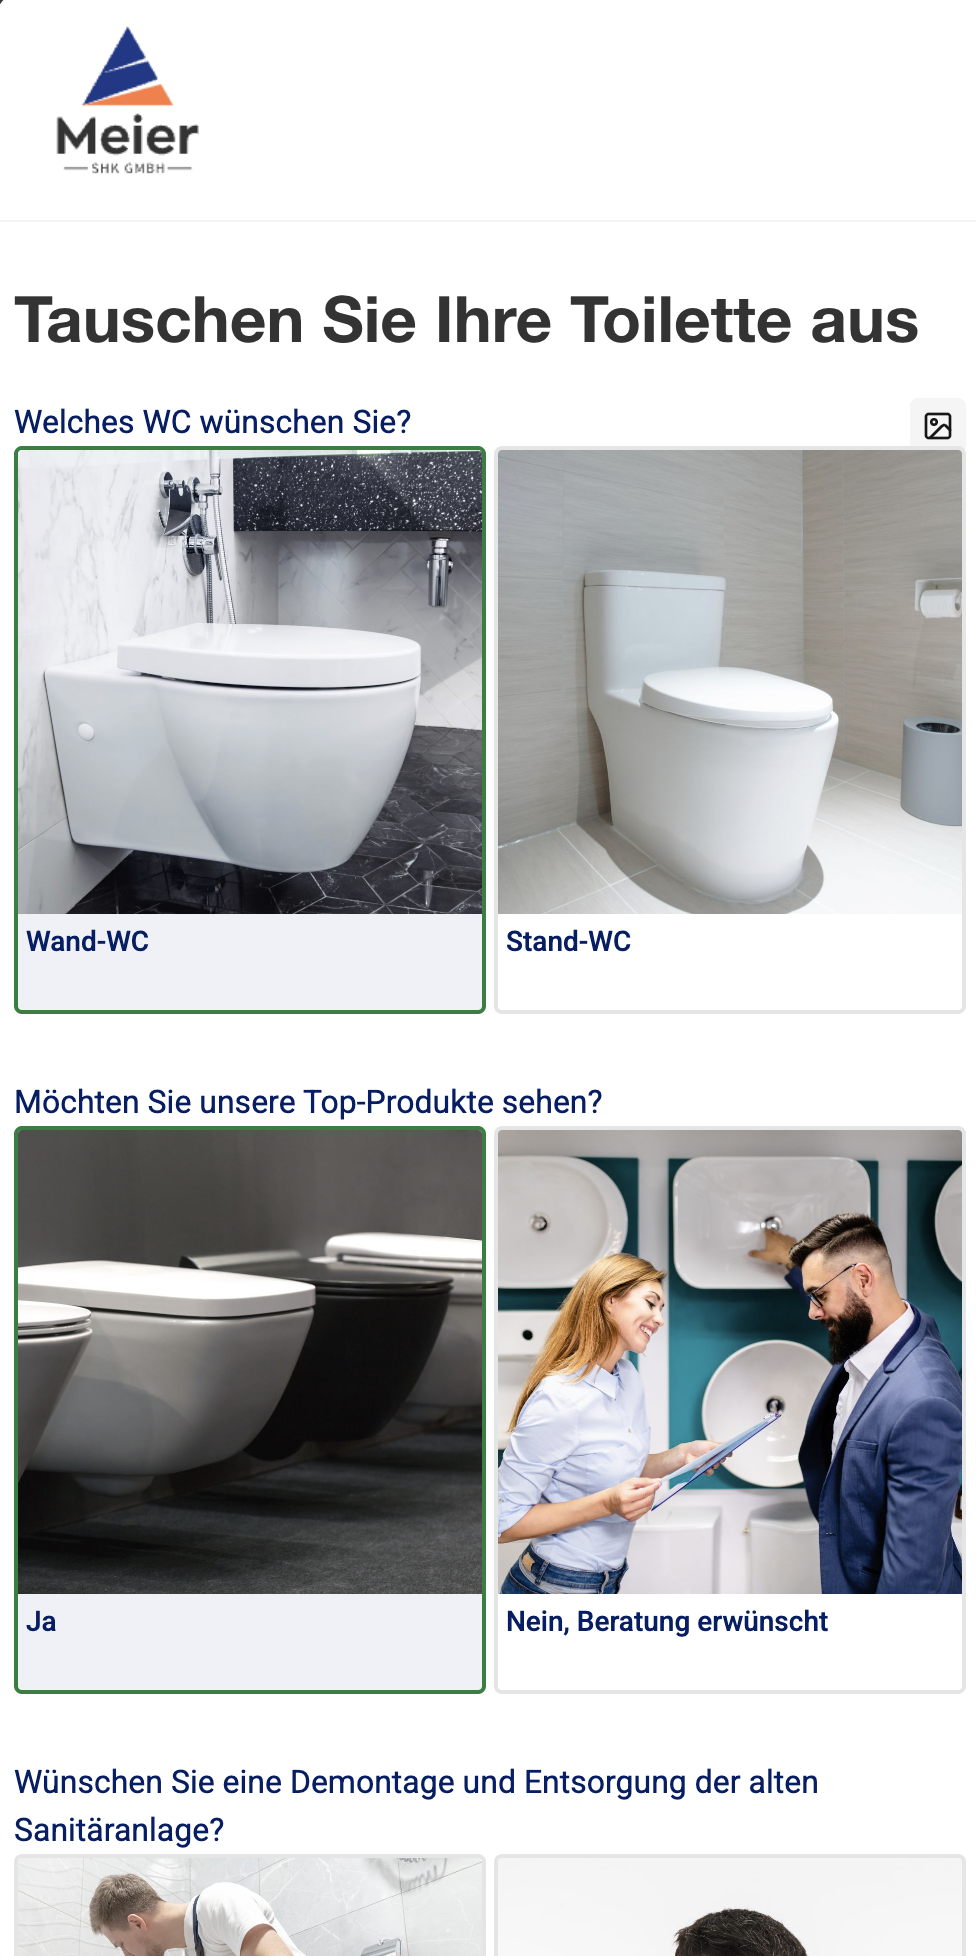 Meier
SHK GMBH
Tauschen Sie Ihre Toilette aus
Welches WC wünschen Sie?
Wand-WC
Stand-WC
Möchten Sie unsere Top-Produkte sehen?
Ja
Nein, Beratung erwünscht
Wünschen Sie eine Demontage und Entsorgung der alten
Sanitäranlage?